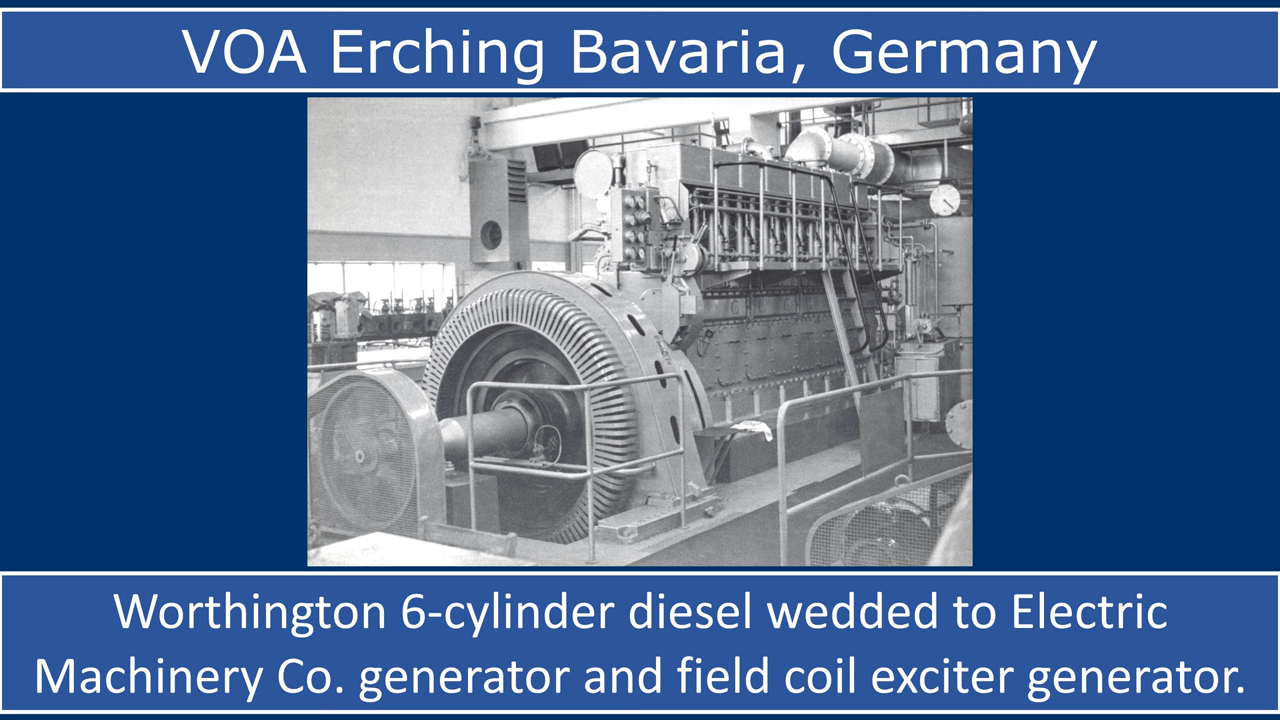 VOA Erching Bavaria, Germany
Worthington 6-cylinder diesel wedded to Electric
Machinery Co. generator and field coil exciter generator.